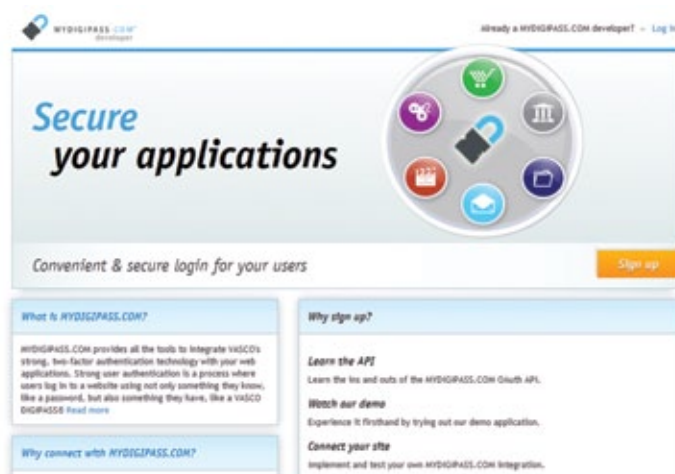 MYDIGIPASS.COM
developer
Already a MYDIGIPASS.COM developer? - Log in
Secure
your applications
Convenient & secure login for your users
Sign up
What is MYDIGIPASS.COM?
MYDIGIPASS.COM provides all the tools to integrate VASCO's
strong, two-factor authentication technology with your web
applications. Strong user authentication is a process where
users log in to a website using not only something they know,
like a password, but also something they have, like a VASCO
DIGIPASS® Read more
Why connect with MYDIGIPASS.COM?
Why sign up?
Learn the API
Learn the ins and outs of the MYDIGIPASS.COM OAuth API.
Watch our demo
Experience it firsthand by trying out our demo application.
Connect your site
Implement and test your own MYDIGIPASS.COM integration.